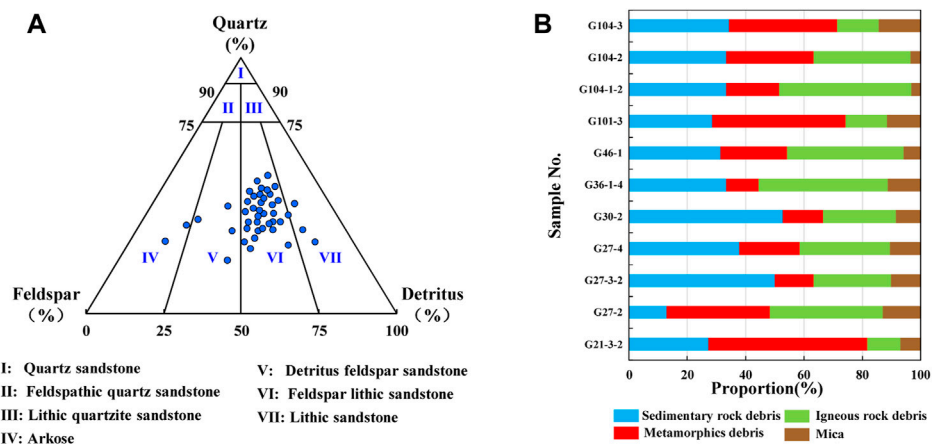 A
Quartz
(%)
I
90
90
II
III
75
75
IV
V
VI
VII
Feldspar
(%)
Detritus
(%)
0
25
50
75
100
I: Quartz sandstone
II: Feldspathic quartz sandstone
III: Lithic quartzite sandstone
IV: Arkose
V: Detritus feldspar sandstone
VI: Feldspar lithic sandstone
VII: Lithic sandstone
B
Sample No.
G104-3
G104-2
G104-1-2
G101-3
G46-1
G36-1-4
G30-2
G27-4
G27-3-2
G27-2
G21-3-2
0 20 40 60 80 100
Proportion(%)
Sedimentary rock debris
Igneous rock debris
Metamorphics debris
Mica